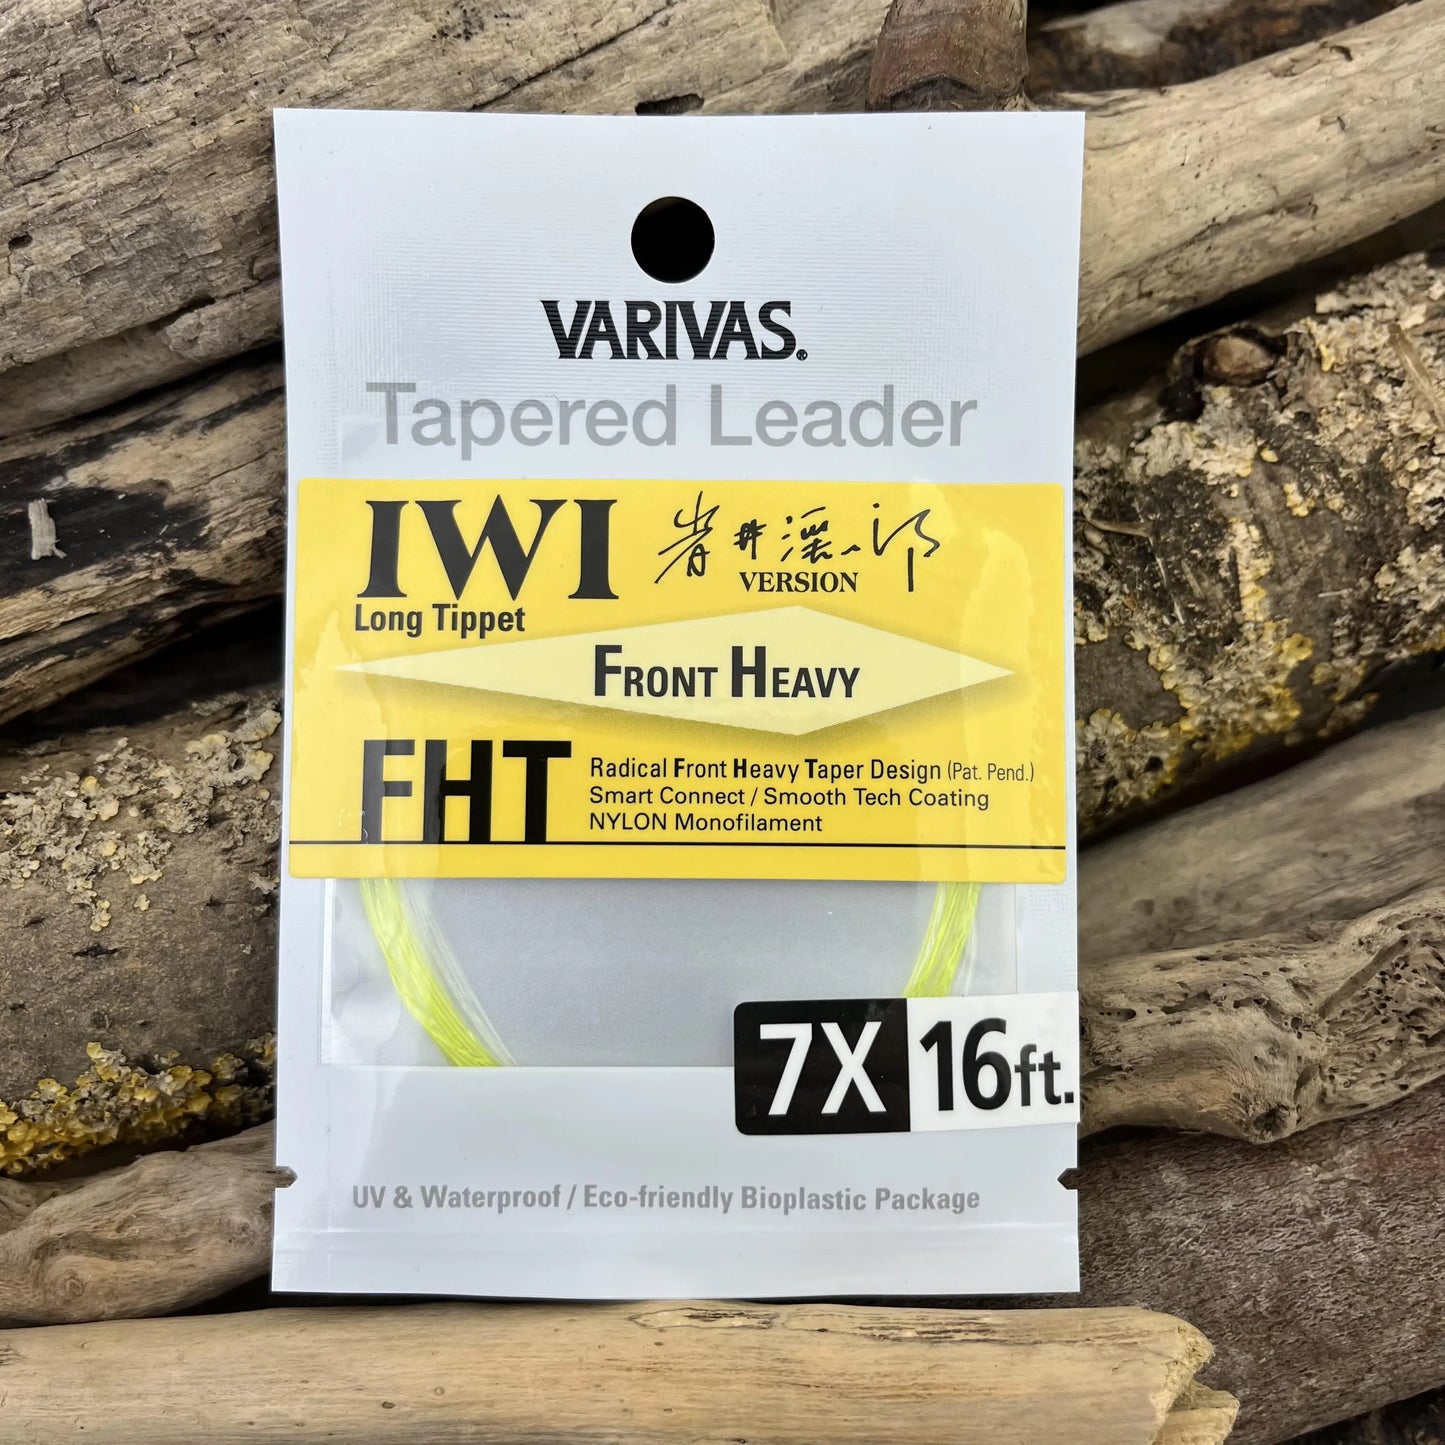 VARIVAS®
Tapered Leader
IWI
VERSION
Long Tippet
FRONT HEAVY
FHT
Radical Front Heavy Taper Design (Pat. Pend.)
Smart Connect / Smooth Tech Coating
NYLON Monofilament
7X 16ft.
UV & Waterproof / Eco-friendly Bioplastic Package